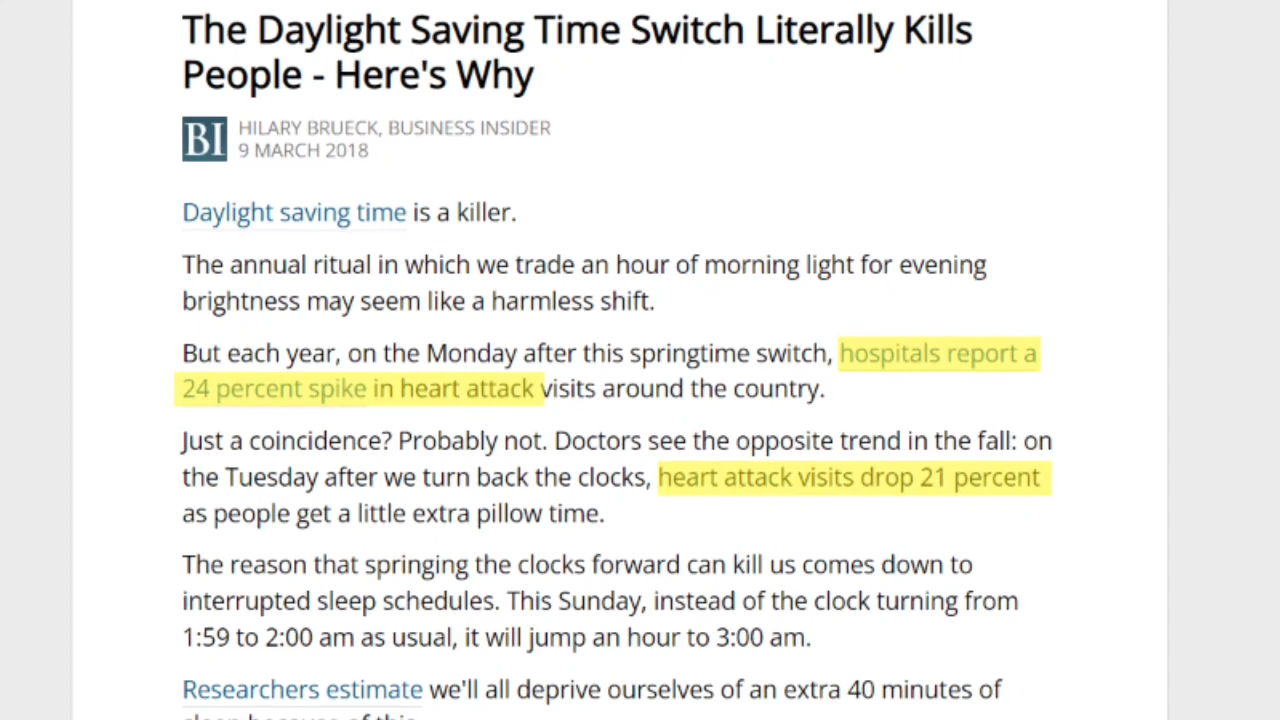 The Daylight Saving Time Switch Literally Kills
People - Here's Why
BI
HILARY BRUECK, BUSINESS INSIDER
9 MARCH 2018
Daylight saving time is a killer.
The annual ritual in which we trade an hour of morning light for evening
brightness may seem like a harmless shift.
But each year, on the Monday after this springtime switch, hospitals report a
24 percent spike in heart attack visits around the country.
Just a coincidence? Probably not. Doctors see the opposite trend in the fall: on
the Tuesday after we turn back the clocks, heart attack visits drop 21 percent
as people get a little extra pillow time.
The reason that springing the clocks forward can kill us comes down to
interrupted sleep schedules. This Sunday, instead of the clock turning from
1:59 to 2:00 am as usual, it will jump an hour to 3:00 am.
Researchers estimate we'll all deprive ourselves of an extra 40 minutes of
sleep because of this